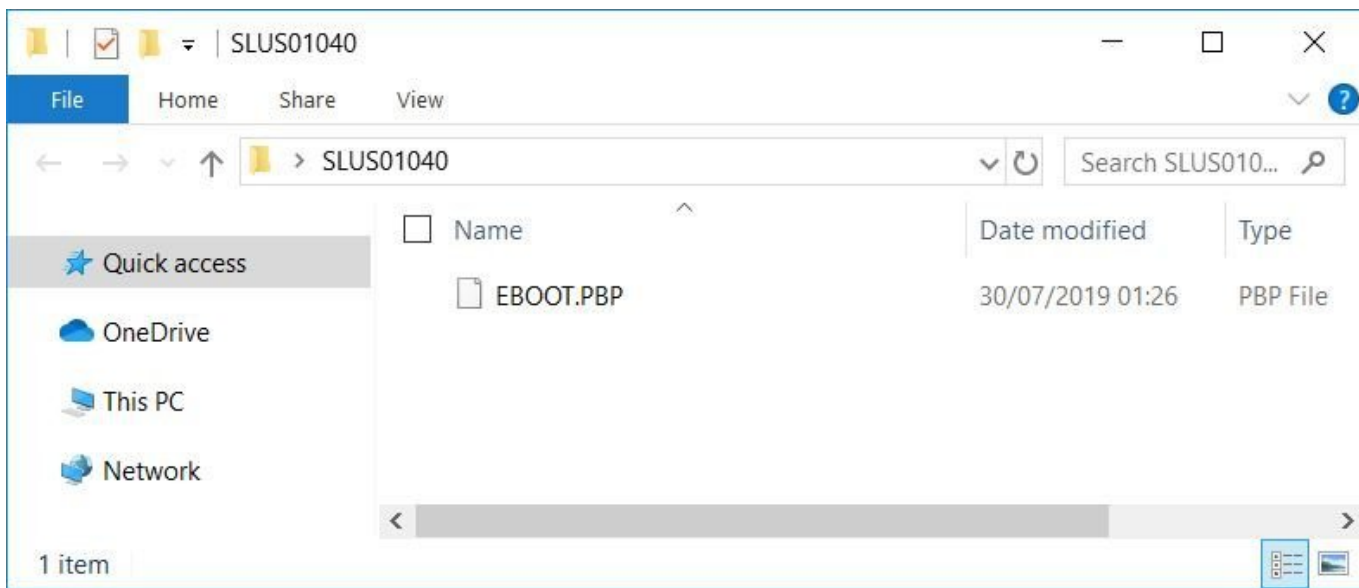 SLUS01040
File Home Share View
SLUS01040 Search SLUS010...
Name Date modified Type
Quick access
EBOOT.PBP 30/07/2019 01:26 PBP File
OneDrive
This PC
Network
1 item